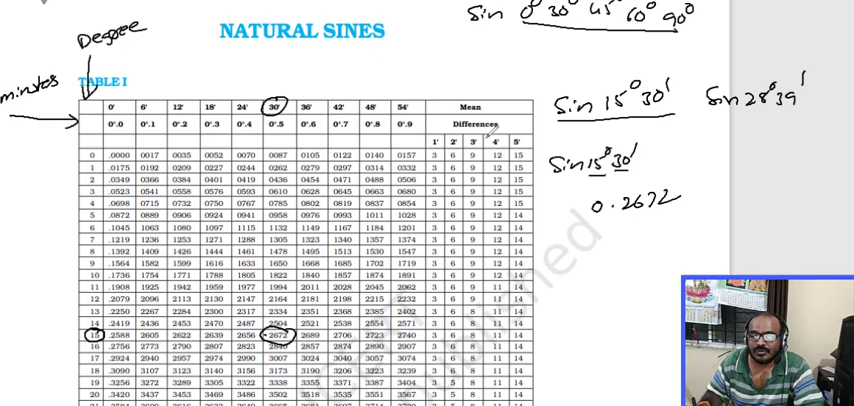 Sin 0° 30° 45° 60° 90°
Degree
NATURAL SINES
minutes
TABLE I
Sin 15° 30' Sin 28° 39'
0' 6' 12' 18' 24' 30' 36' 42' 48' 54' Mean
0°.0 0°.1 0°.2 0°.3 0°.4 0°.5 0°.6 0°.7 0°.8 0°.9 Differences
1' 2' 3' 4' 5'
Sin 15° 30'
0.2672
0 .0000 0017 0035 0052 0070 0087 0105 0122 0140 0157 3 6 9 12 15
1 .0175 0192 0209 0227 0244 0262 0279 0297 0314 0332 3 6 9 12 15
2 .0349 0366 0384 0401 0419 0436 0454 0471 0488 0506 3 6 9 12 15
3 .0523 0541 0558 0576 0593 0610 0628 0645 0663 0680 3 6 9 12 15
4 .0698 0715 0732 0750 0767 0785 0802 0819 0837 0854 3 6 9 12 15
5 .0872 0889 0906 0924 0941 0958 0976 0993 1011 1028 3 6 9 12 14
6 .1045 1063 1080 1097 1115 1132 1149 1167 1184 1201 3 6 9 12 14
7 .1219 1236 1253 1271 1288 1305 1323 1340 1357 1374 3 6 9 12 14
8 .1392 1409 1426 1444 1461 1478 1495 1513 1530 1547 3 6 9 12 14
9 .1564 1582 1599 1616 1633 1650 1668 1685 1702 1719 3 6 9 12 14
10 .1736 1754 1771 1788 1805 1822 1840 1857 1874 1891 3 6 9 12 14
11 .1908 1925 1942 1959 1977 1994 2011 2028 2045 2062 3 6 9 11 14
12 .2079 2096 2113 2130 2147 2164 2181 2198 2215 2232 3 6 9 11 14
13 .2250 2267 2284 2300 2317 2334 2351 2368 2385 2402 3 6 8 11 14
14 .2419 2436 2453 2470 2487 2504 2521 2538 2554 2571 3 6 8 11 14
15 .2588 2605 2622 2639 2656 2672 2689 2706 2723 2740 3 6 8 11 14
16 .2756 2773 2790 2807 2823 2840 2857 2874 2890 2907 3 6 8 11 14
17 .2924 2940 2957 2974 2990 3007 3024 3040 3057 3074 3 6 8 11 14
18 .3090 3107 3123 3140 3156 3173 3190 3206 3223 3239 3 6 8 11 14
19 .3256 3272 3289 3305 3322 3338 3355 3371 3387 3404 3 5 8 11 14
20 .3420 3437 3453 3469 3486 3502 3518 3535 3551 3567 3 5 8 11 14